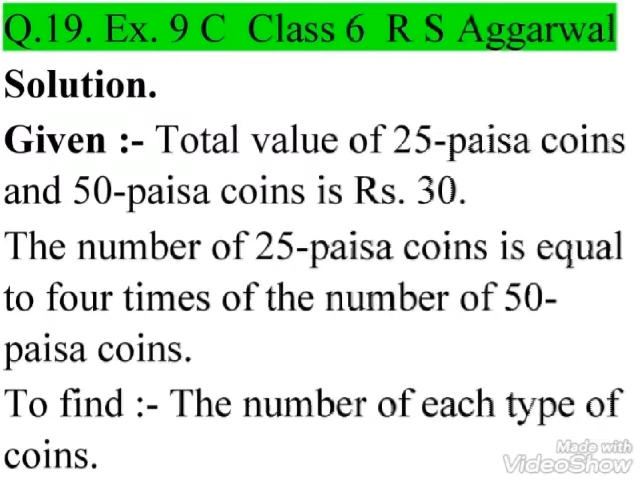 Q.19. Ex. 9 C Class 6 R S Aggarwal
Solution.
Given :- Total value of 25-paisa coins
and 50-paisa coins is Rs. 30.
The number of 25-paisa coins is equal
to four times of the number of 50-
paisa coins.
To find :- The number of each type of
coins.
Made with
VideoShow